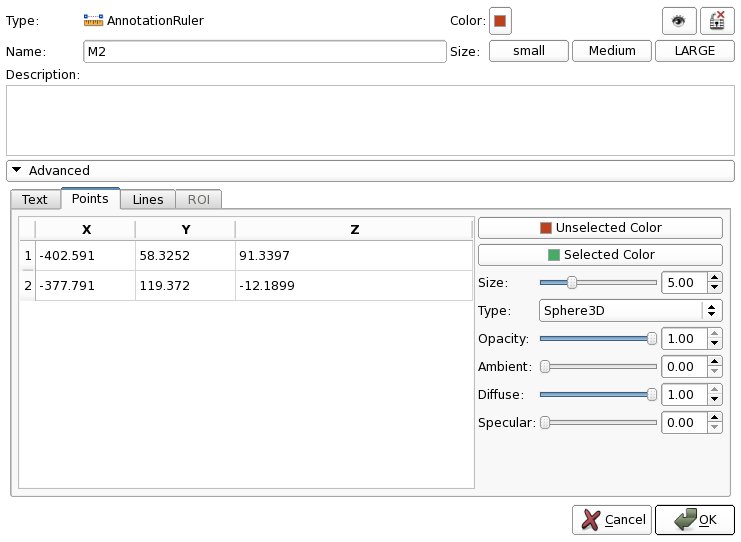 Type: AnnotationRuler Color:
Name: M2 Size: small Medium LARGE
Description:
Advanced
Text Points Lines ROI
X Y Z
1 -402.591 58.3252 91.3397
2 -377.791 119.372 -12.1899
Unselected Color
Selected Color
Size: 5.00
Type: Sphere3D
Opacity: 1.00
Ambient: 0.00
Diffuse: 1.00
Specular: 0.00
Cancel OK